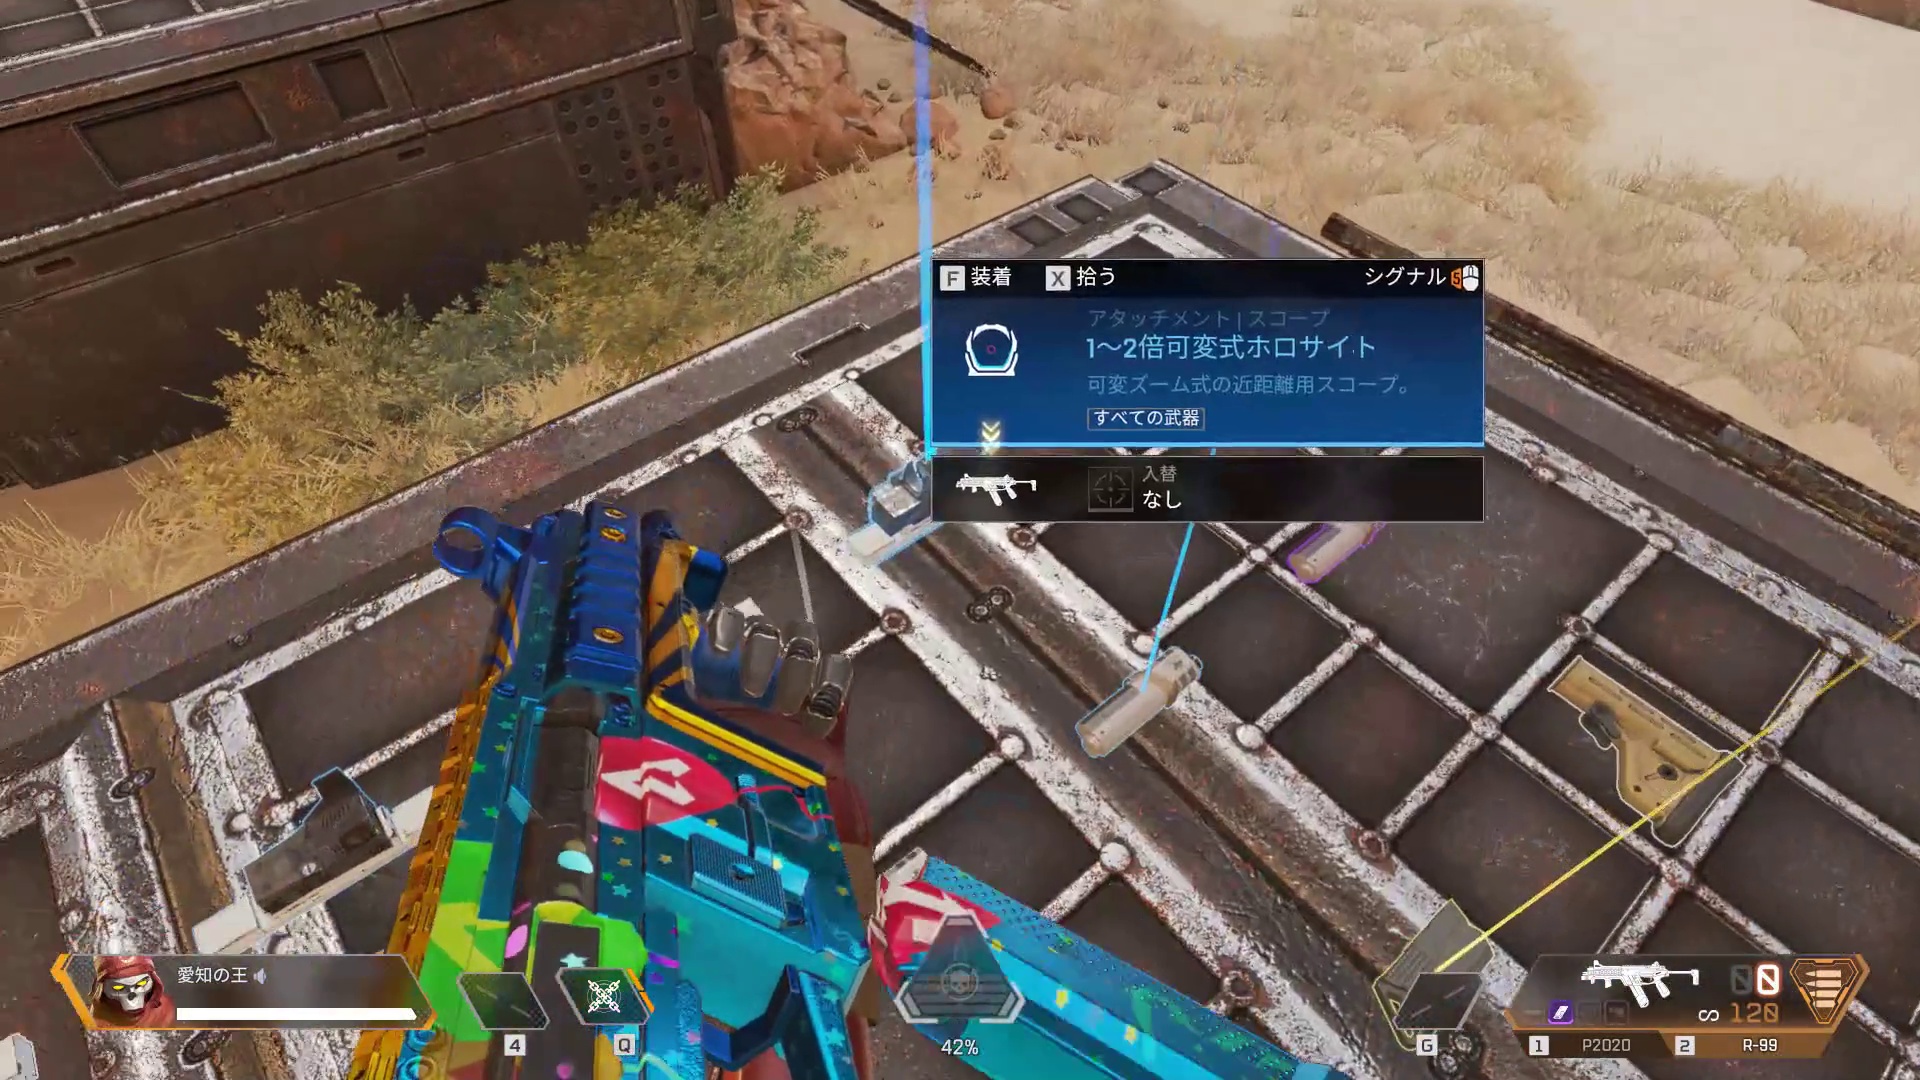 F 装着 X 拾う シグナル 5
アタッチメント | スコープ
1～2倍可変式ホロサイト
可変ズーム式の近距離用スコープ。
すべての武器
入替
なし
愛知の王
4 Q
42%
G
00
∞ 120
1 P2020 2 R-99